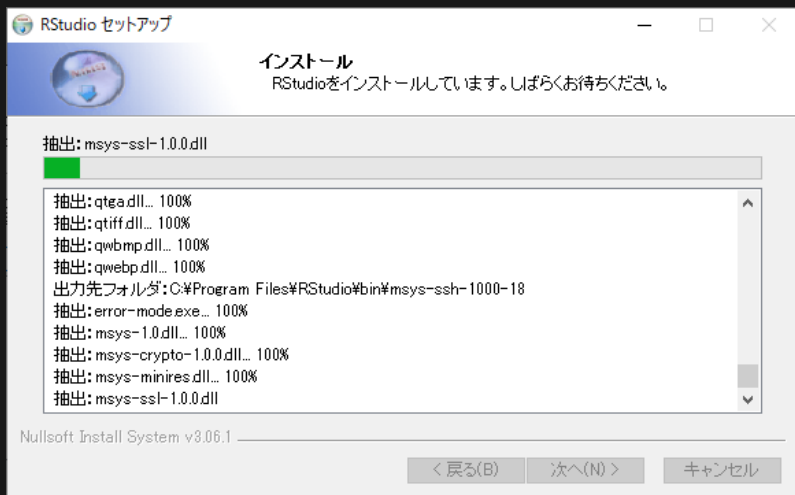 RStudio セットアップ
インストール
RStudioをインストールしています。しばらくお待ちください。
抽出: msys-ssl-1.0.0.dll
抽出: qtga.dll... 100%
抽出: qtiff.dll... 100%
抽出: qwbmp.dll... 100%
抽出: qwebp.dll... 100%
出力先フォルダ: C:¥Program Files¥RStudio¥bin¥msys-ssh-1000-18
抽出: error-mode.exe... 100%
抽出: msys-1.0.dll... 100%
抽出: msys-crypto-1.0.0.dll... 100%
抽出: msys-minires.dll... 100%
抽出: msys-ssl-1.0.0.dll
Nullsoft Install System v3.06.1
< 戻る(B) 次へ(N) > キャンセル